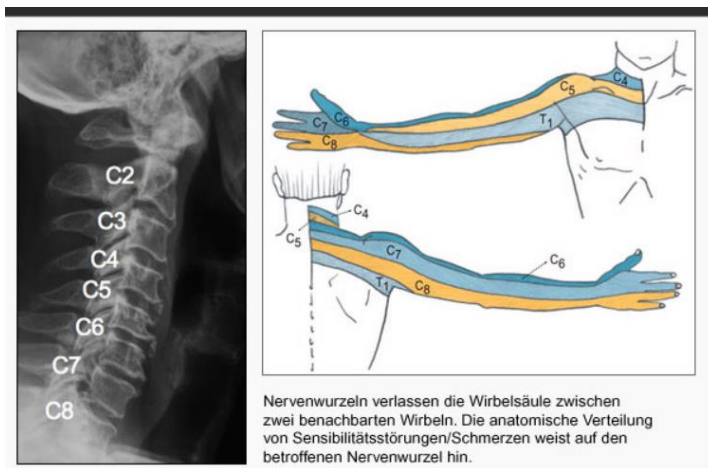 C2
C3
C4
C5
C6
C7
C8
C4
C5
C6
C7
T1
C8
C4
C5
C7
C6
T1
C8
Nervenwurzeln verlassen die Wirbelsäule zwischen
zwei benachbarten Wirbeln. Die anatomische Verteilung
von Sensibilitätsstörungen/Schmerzen weist auf den
betroffenen Nervenwurzel hin.